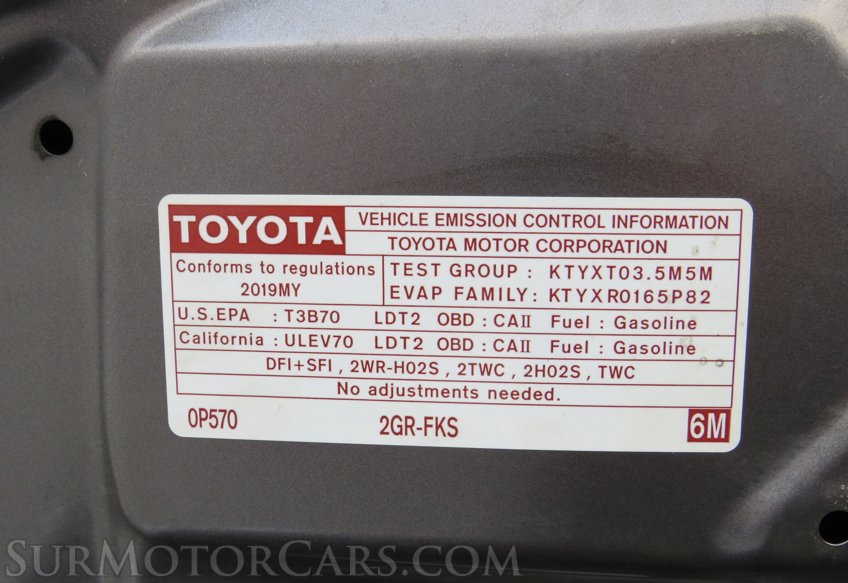 TOYOTA
VEHICLE EMISSION CONTROL INFORMATION
TOYOTA MOTOR CORPORATION
Conforms to regulations
2019MY
TEST GROUP : KTYXT03.5M5M
EVAP FAMILY: KTYXR0165P82
U.S.EPA : T3B70 LDT2 OBD : CAII Fuel : Gasoline
California : ULEV70 LDT2 OBD : CAII Fuel : Gasoline
DFI+SFI , 2WR-HO2S , 2TWC , 2HO2S , TWC
No adjustments needed.
0P570 2GR-FKS 6M
SurMotorCars.com